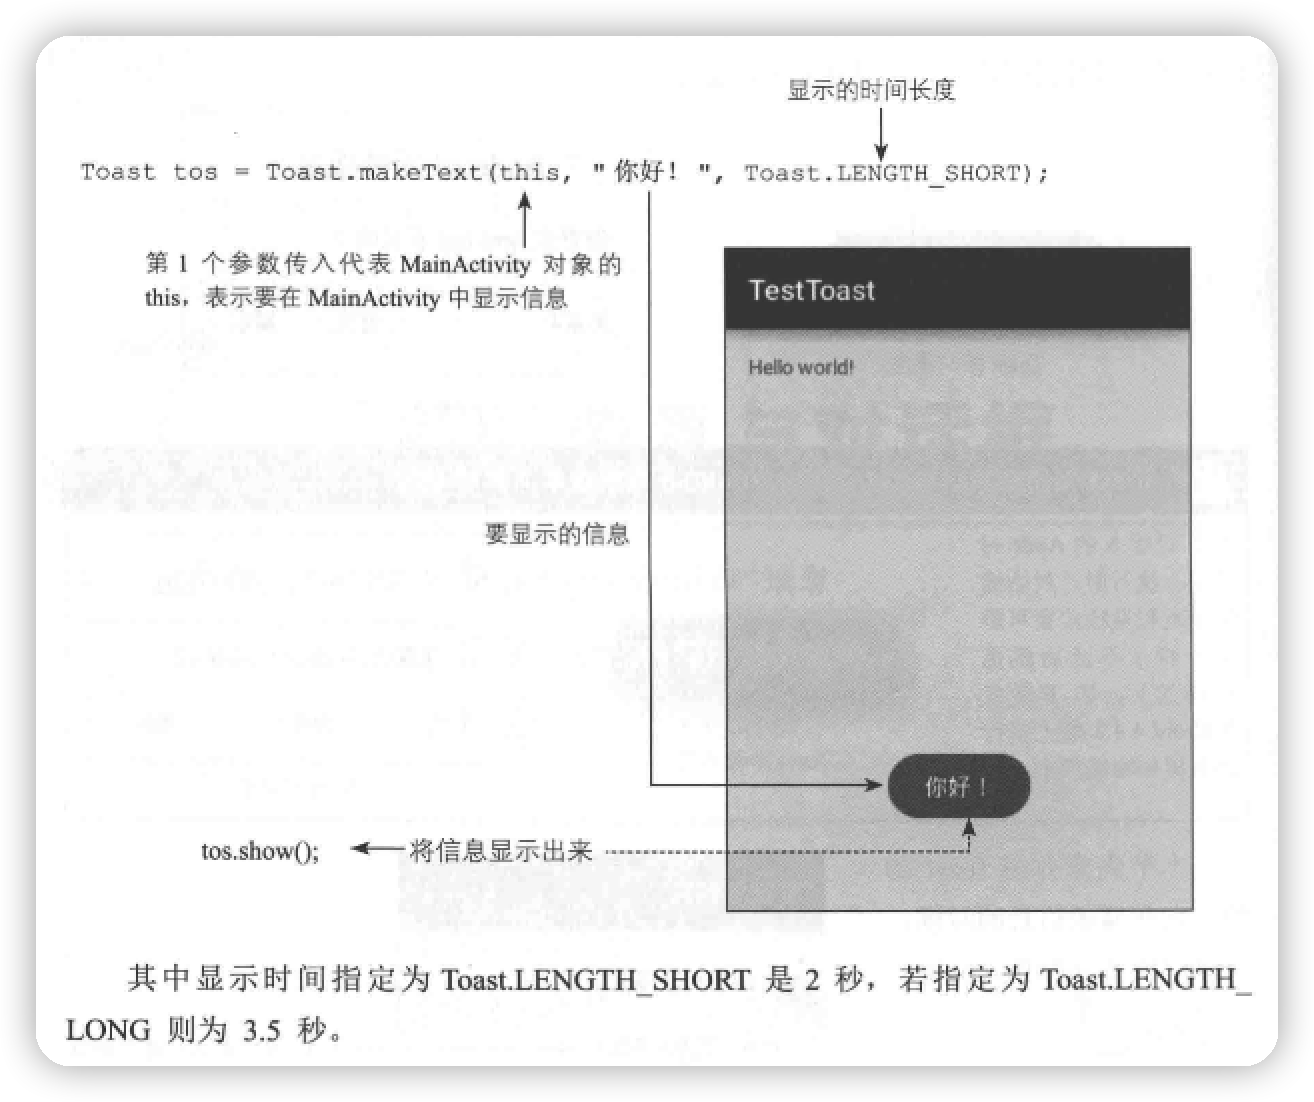 显示的时间长度
Toast tos = Toast.makeText(this, "你好！", Toast.LENGTH_SHORT);
第 1 个参数传入代表 MainActivity 对象的
this，表示要在 MainActivity 中显示信息
TestToast
Hello world!
要显示的信息
你好！
tos.show();
将信息显示出来
其中显示时间指定为 Toast.LENGTH_SHORT 是 2 秒，若指定为 Toast.LENGTH_
LONG 则为 3.5 秒。